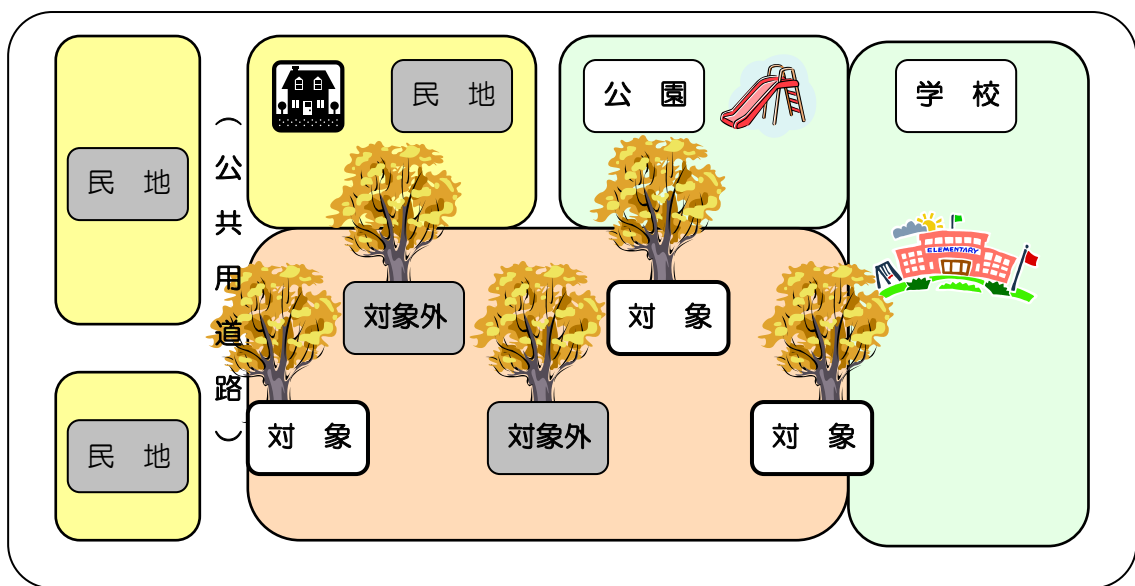 民　地
公　園
学　校
民　地
（公共用道路）
ELEMENTARY
対象外
対　象
対　象
対象外
対　象
民　地